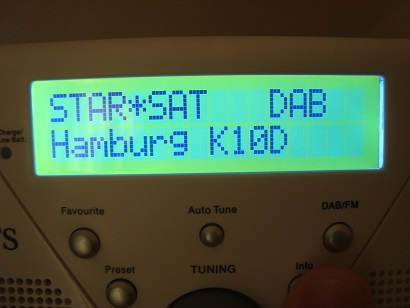 STAR*SAT DAB
Hamburg K10D
Charge/
Low Batt.
Favourite
Auto Tune
DAB/FM
Preset
TUNING
Info